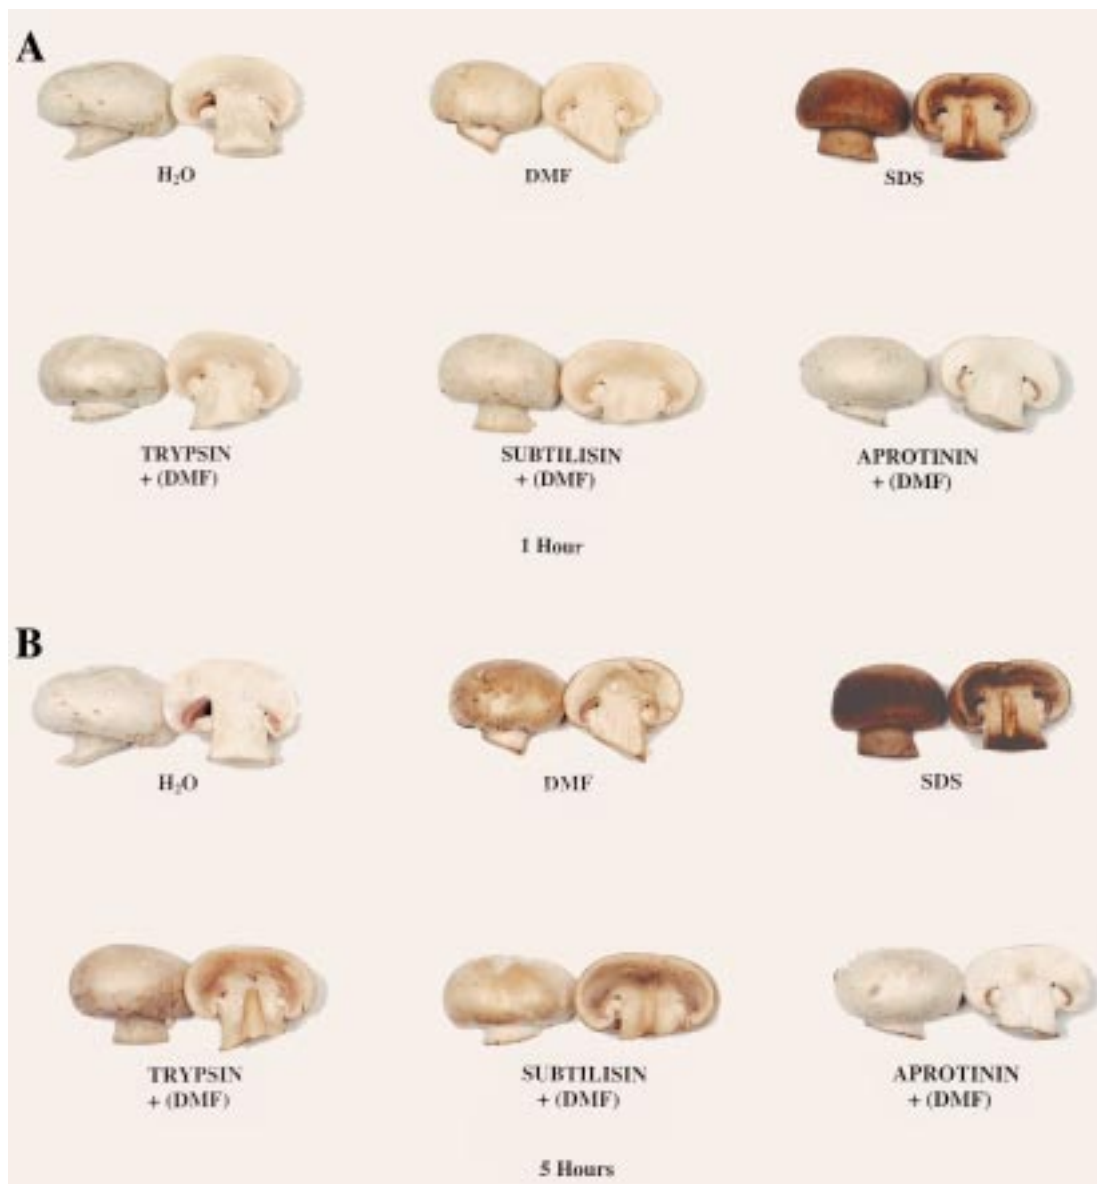 A
H₂O
DMF
SDS
TRYPSIN
+ (DMF)
SUBTILISIN
+ (DMF)
APROTININ
+ (DMF)
1 Hour
B
H₂O
DMF
SDS
TRYPSIN
+ (DMF)
SUBTILISIN
+ (DMF)
APROTININ
+ (DMF)
5 Hours